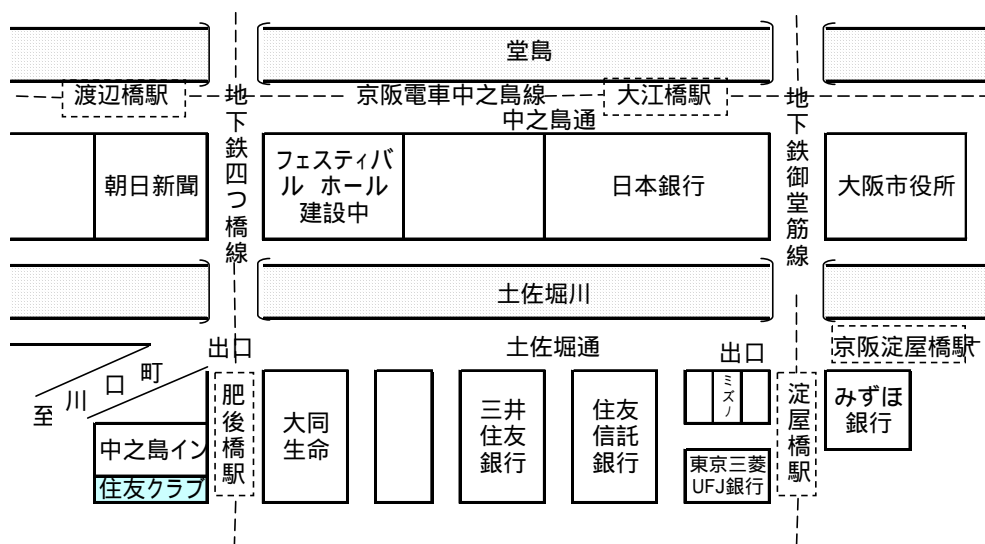 堂島
渡辺橋駅
京阪電車中之島線
大江橋駅
中之島通
地下鉄四つ橋線
地下鉄御堂筋線
朝日新聞
フェスティバ
ル ホール
建設中
日本銀行
大阪市役所
土佐堀川
出口
土佐堀通
出口
京阪淀屋橋駅
至川口町
肥後橋駅
大同
生命
三井
住友
銀行
住友
信託
銀行
ミズノ
淀屋橋駅
みずほ
銀行
中之島イン
住友クラブ
東京三菱
UFJ銀行